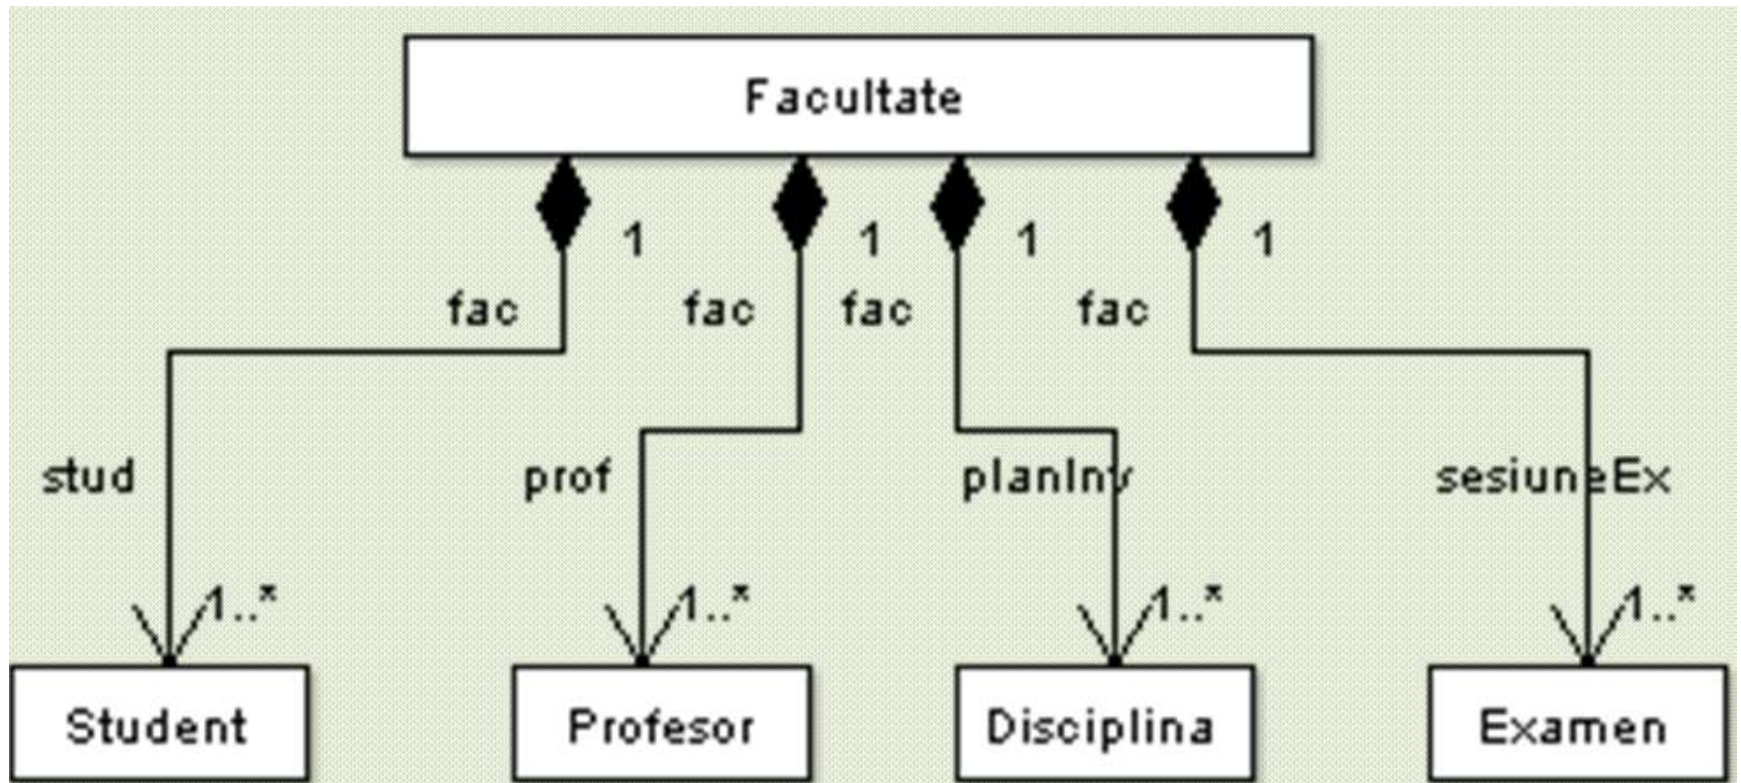 Facultate
1 1 1 1
fac fac fac fac
stud prof planInv sesiuneEx
1..* 1..* 1..* 1..*
Student Profesor Disciplina Examen